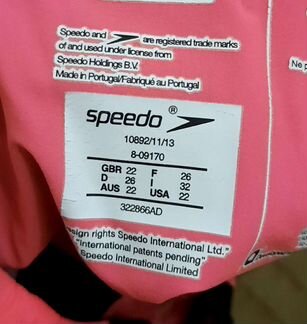 Speedo and are registered trade marks
of and used under license from
Speedo Holdings B.V.
Made in Portugal/Fabriqué au Portugal
speedo®
10892/11/13
8-09170
GBR 22 F 26
D 26 I 32
AUS 22 USA 22
322866AD
sign rights Speedo International Ltd."
"International patents pending"
Speedo International Limited
Ne p